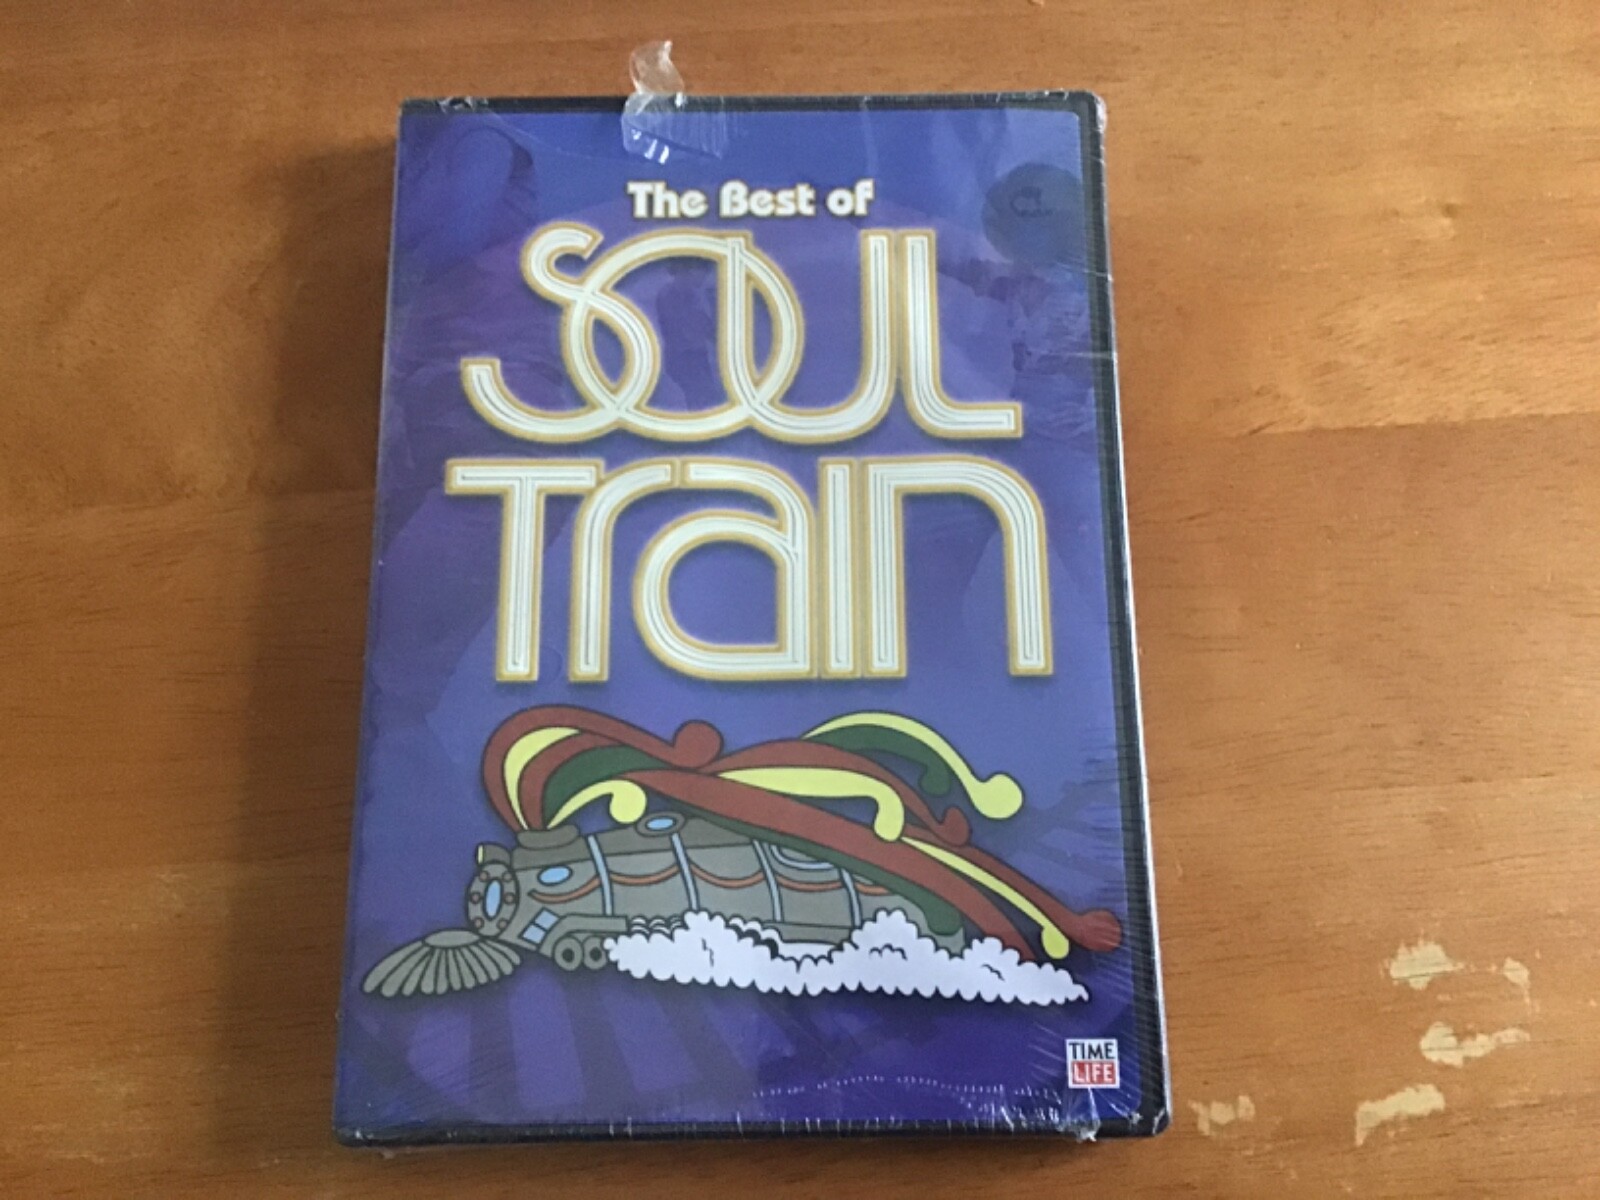 The Best of
SOUL
Train
TIME
LIFE